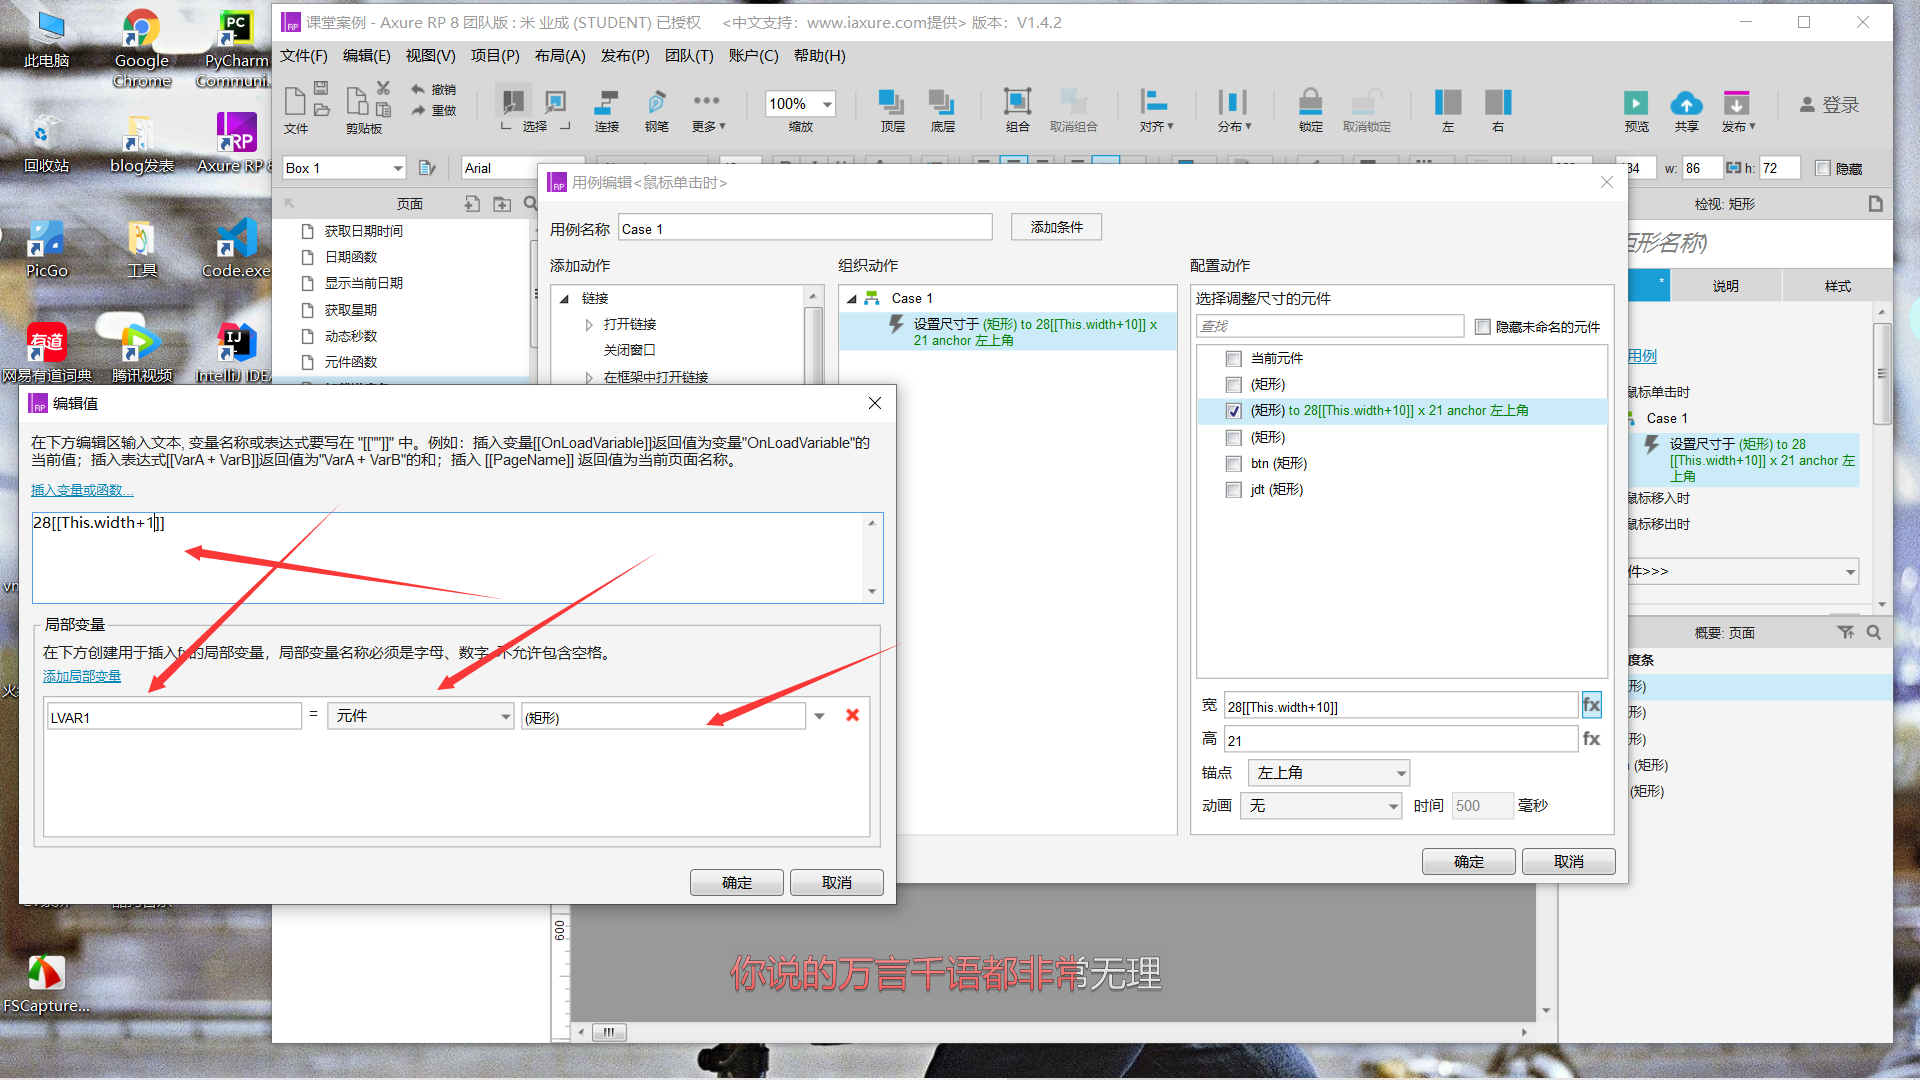 此电脑
Google
Chrome
PyCharm
Communi...
回收站
blog发表
Axure RP 8
PicGo
工具
Code.exe
网易有道词典
腾讯视频
IntelliJ IDEA
FSCapture...
课堂案例 - Axure RP 8 团队版 : 米 业成 (STUDENT) 已授权 <中文支持：www.iaxure.com提供> 版本：V1.4.2
文件(F) 编辑(E) 视图(V) 项目(P) 布局(A) 发布(P) 团队(T) 账户(C) 帮助(H)
文件 剪贴板 撤销 重做 选择 连接 钢笔 更多 100% 缩放 顶层 底层 组合 取消组合 对齐 分布 锁定 取消锁定 左 右 预览 共享 发布 登录
Box 1 Arial w: 86 h: 72 隐藏
页面
获取日期时间
日期函数
显示当前日期
获取星期
动态秒数
元件函数
用例编辑<鼠标单击时>
用例名称 Case 1 添加条件
添加动作 组织动作 配置动作
链接
打开链接
关闭窗口
在框架中打开链接
Case 1
设置尺寸于 (矩形) to 28[[This.width+10]] x
21 anchor 左上角
选择调整尺寸的元件
查找 隐藏未命名的元件
当前元件
(矩形)
(矩形) to 28[[This.width+10]] x 21 anchor 左上角
(矩形)
btn (矩形)
jdt (矩形)
宽 28[[This.width+10]] fx
高 21 fx
锚点 左上角
动画 无 时间 500 毫秒
确定 取消
编辑值
在下方编辑区输入文本, 变量名称或表达式要写在 "[[""]]" 中。例如：插入变量[[OnLoadVariable]]返回值为变量"OnLoadVariable"的
当前值；插入表达式[[VarA + VarB]]返回值为"VarA + VarB"的和；插入 [[PageName]] 返回值为当前页面名称。
插入变量或函数...
28[[This.width+1]]
局部变量
在下方创建用于插入fx的局部变量，局部变量名称必须是字母、数字, 不允许包含空格。
添加局部变量
LVAR1 = 元件 (矩形)
确定 取消
检视: 矩形
说明 样式
用例
鼠标单击时
Case 1
设置尺寸于 (矩形) to 28
[[This.width+10]] x 21 anchor 左
上角
鼠标移入时
鼠标移出时
件>>>
概要: 页面
度条
(矩形)
(矩形)
600
你说的万言千语都非常无理